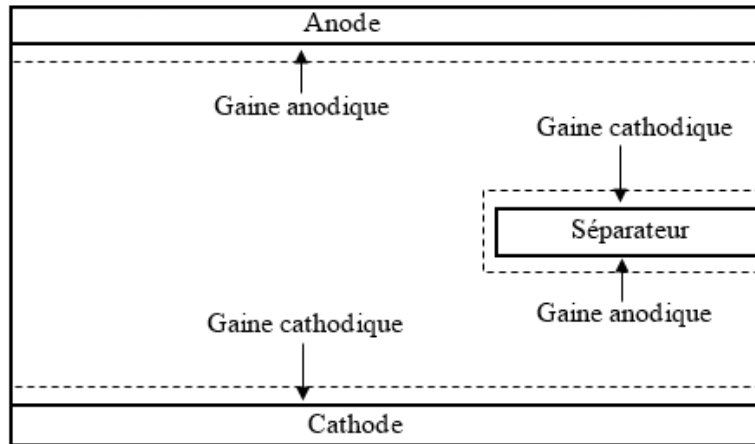 Anode
Gaine anodique
Gaine cathodique
Séparateur
Gaine anodique
Gaine cathodique
Cathode